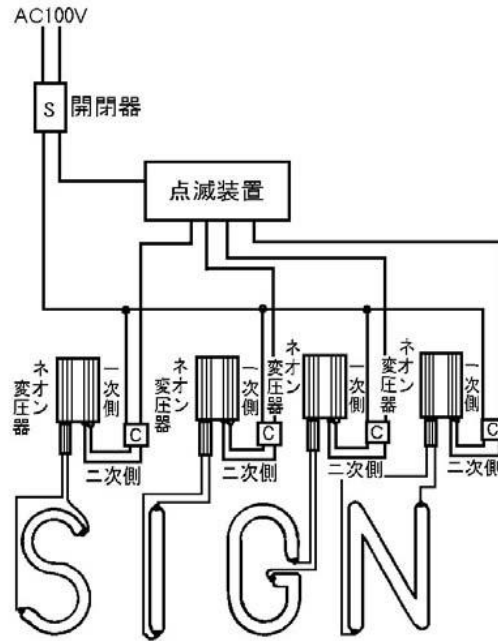 AC100V
S
開閉器
点滅装置
ネオン変圧器
一次側
C
二次側
ネオン変圧器
一次側
C
二次側
ネオン変圧器
一次側
C
二次側
ネオン変圧器
一次側
C
二次側
SIGN